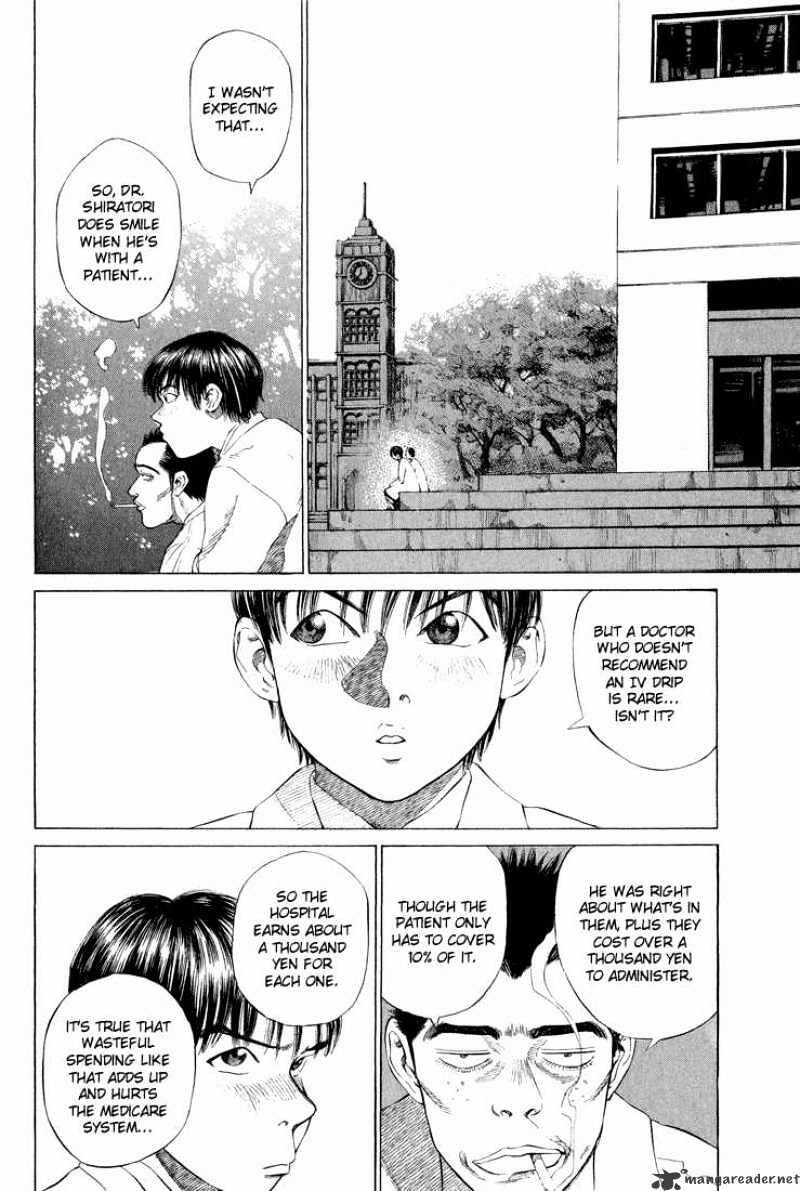 I WASN'T
EXPECTING
THAT...
SO, DR.
SHIRATORI
DOES SMILE
WHEN HE'S
WITH A
PATIENT...
BUT A DOCTOR
WHO DOESN'T
RECOMMEND
AN IV DRIP
IS RARE...
ISN'T IT?
HE WAS RIGHT
ABOUT WHAT'S IN
THEM, PLUS THEY
COST OVER A
THOUSAND YEN
TO ADMINISTER.
THOUGH THE
PATIENT ONLY
HAS TO COVER
10% OF IT.
SO THE
HOSPITAL
EARNS ABOUT
A THOUSAND
YEN FOR
EACH ONE.
IT'S TRUE THAT
WASTEFUL
SPENDING LIKE
THAT ADDS UP
AND HURTS
THE MEDICARE
SYSTEM...
mangareader.net